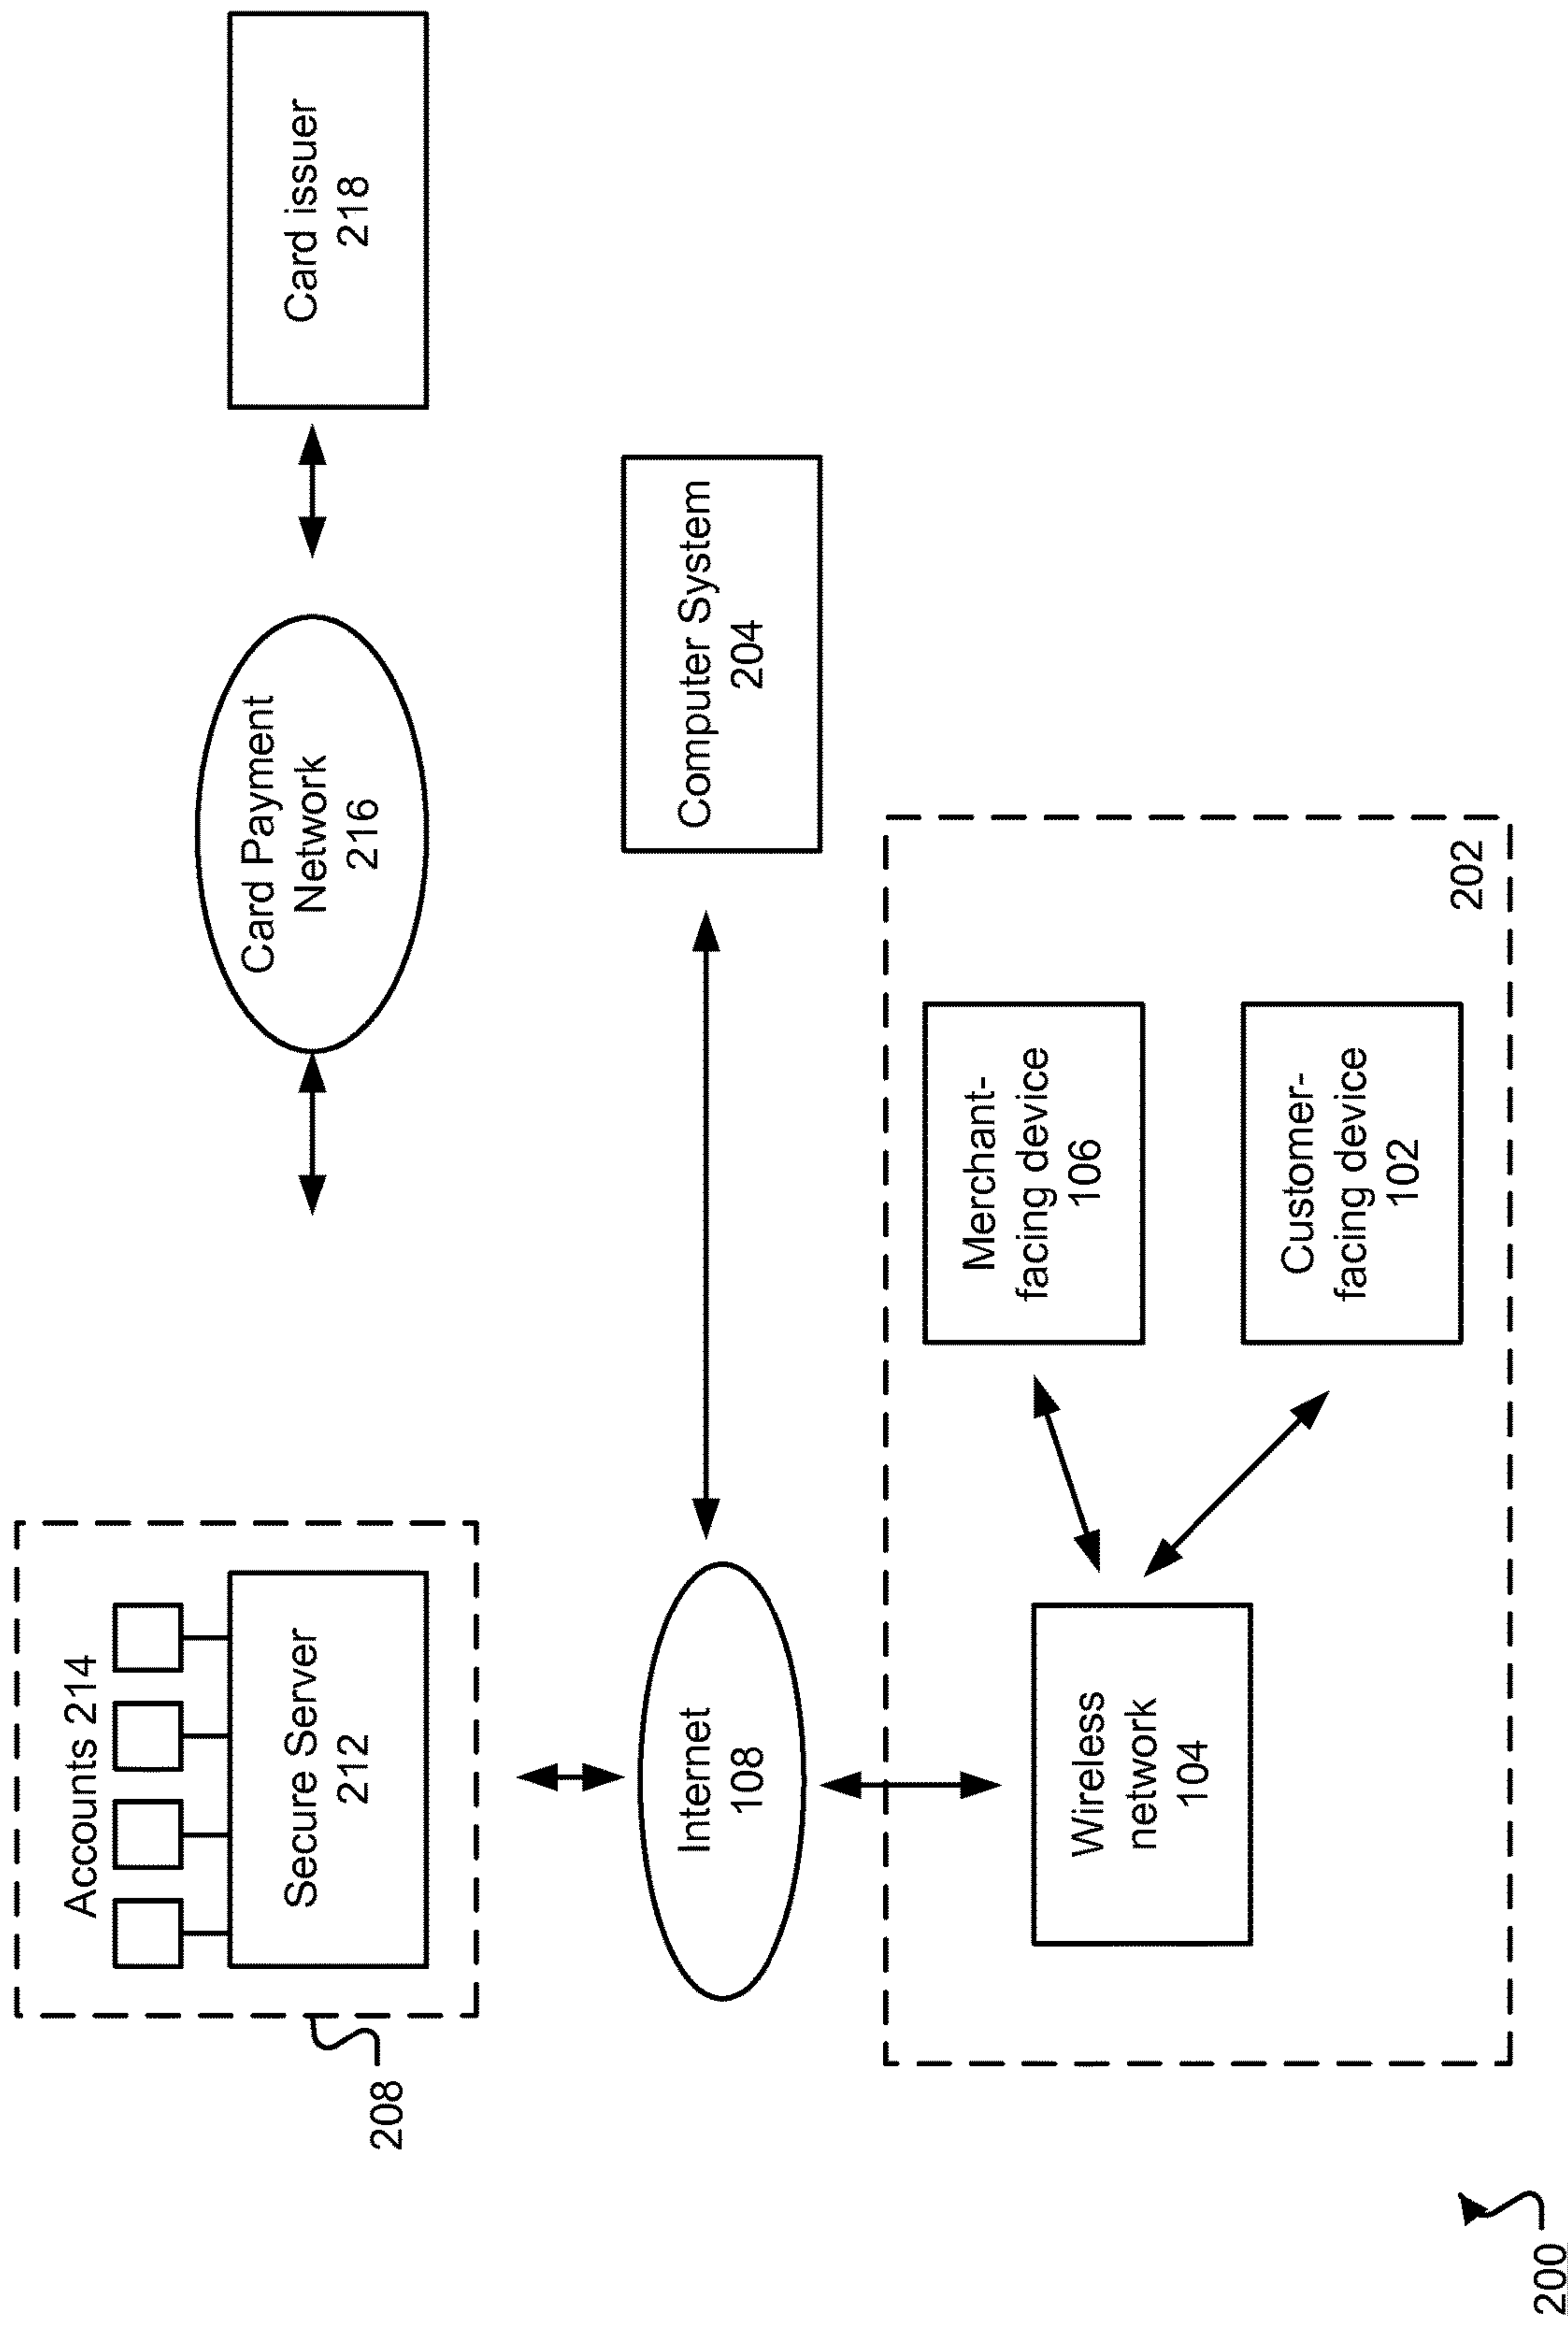 Accounts 214
Secure Server
212
208
Card Payment
Network
216
Card issuer
218
Internet
108
Computer System
204
Wireless
network
104
Merchant-
facing device
106
Customer-
facing device
102
202
200